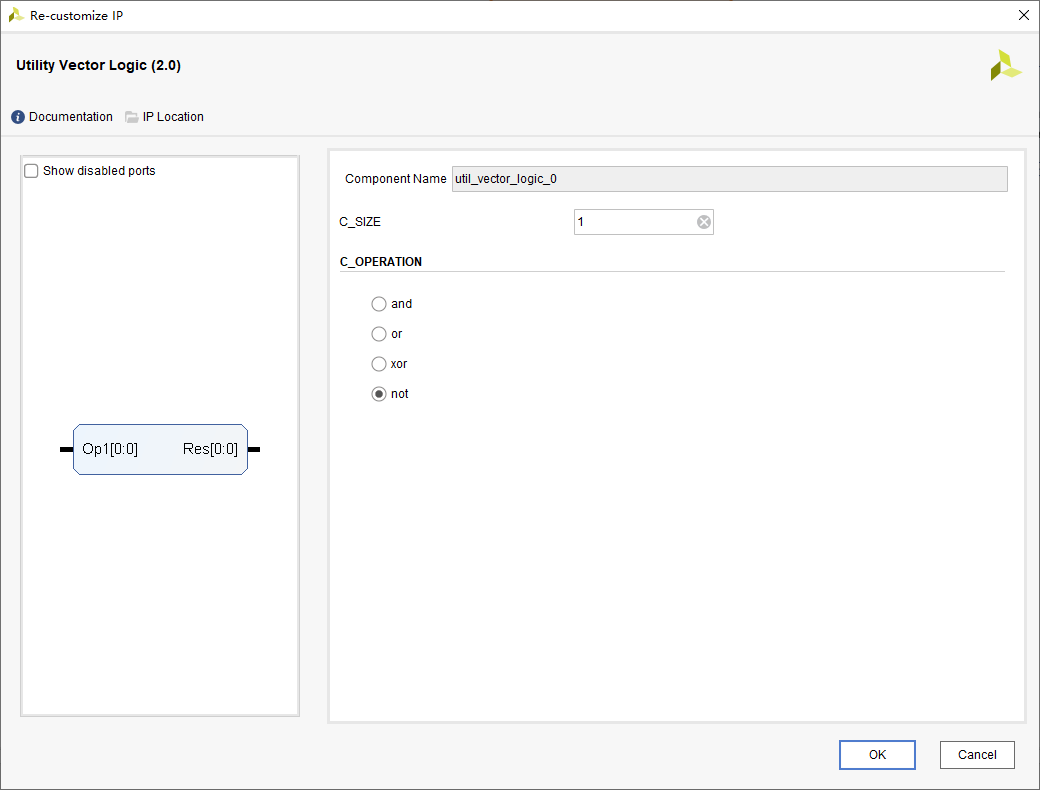 Re-customize IP
Utility Vector Logic (2.0)
Documentation IP Location
Show disabled ports
Op1[0:0] Res[0:0]
Component Name util_vector_logic_0
C_SIZE 1
C_OPERATION
and
or
xor
not
OK Cancel